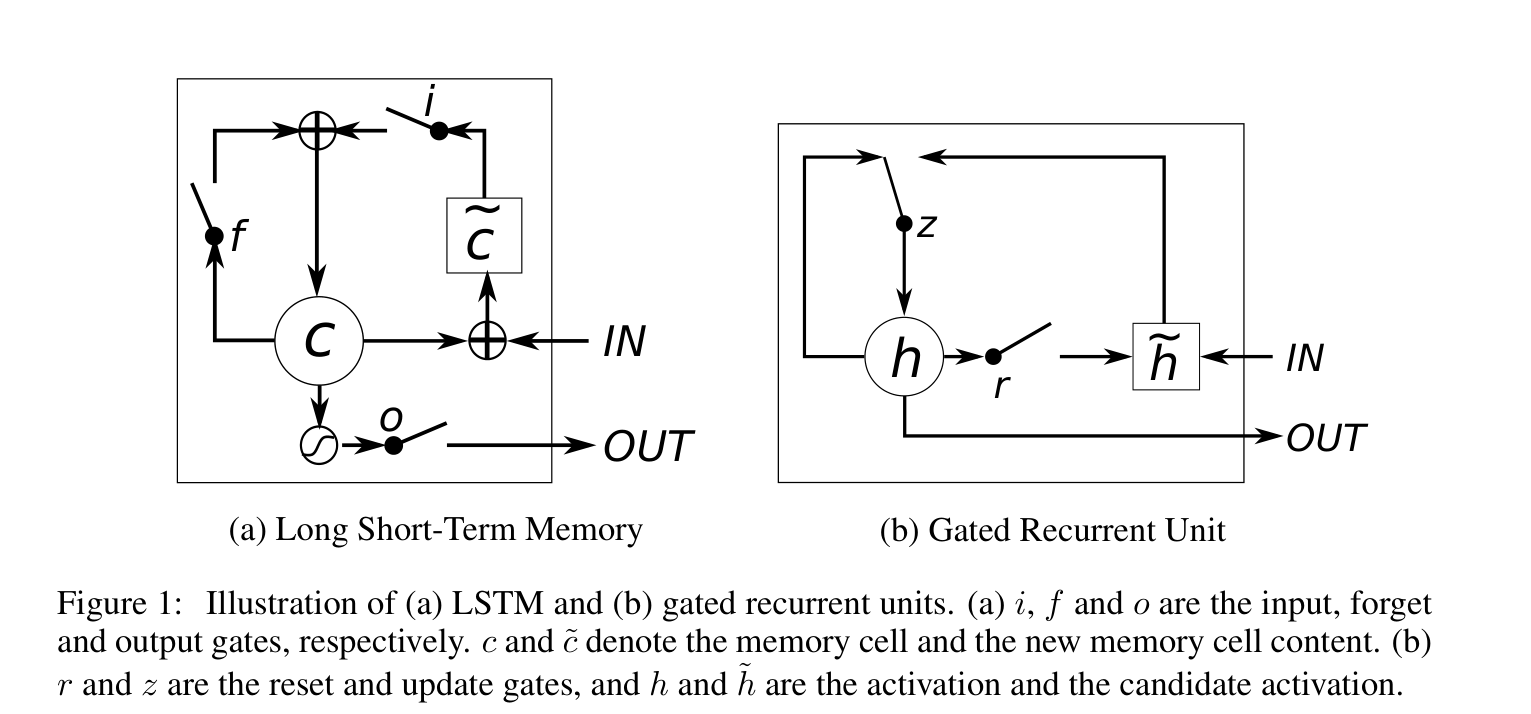 i
f
c̃
c
IN
o
OUT
z
h
r
h̃
IN
OUT
(a) Long Short-Term Memory
(b) Gated Recurrent Unit
Figure 1: Illustration of (a) LSTM and (b) gated recurrent units. (a) i, f and o are the input, forget
and output gates, respectively. c and c̃ denote the memory cell and the new memory cell content. (b)
r and z are the reset and update gates, and h and h̃ are the activation and the candidate activation.